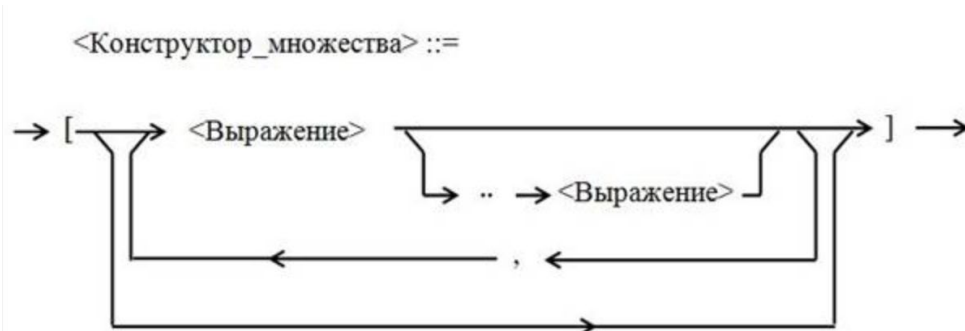 <Конструктор_множества> ::=
[ <Выражение> ]
.. <Выражение>
,